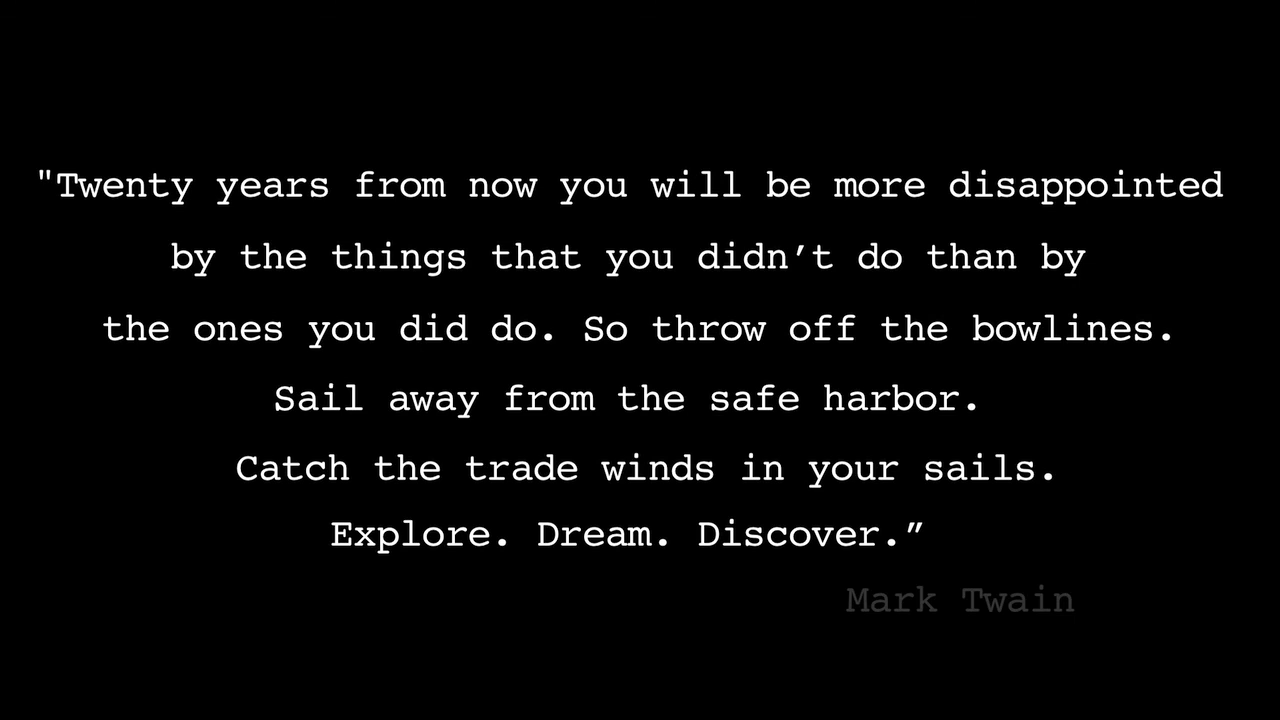 "Twenty years from now you will be more disappointed
by the things that you didn’t do than by
the ones you did do. So throw off the bowlines.
Sail away from the safe harbor.
Catch the trade winds in your sails.
Explore. Dream. Discover.”
Mark Twain